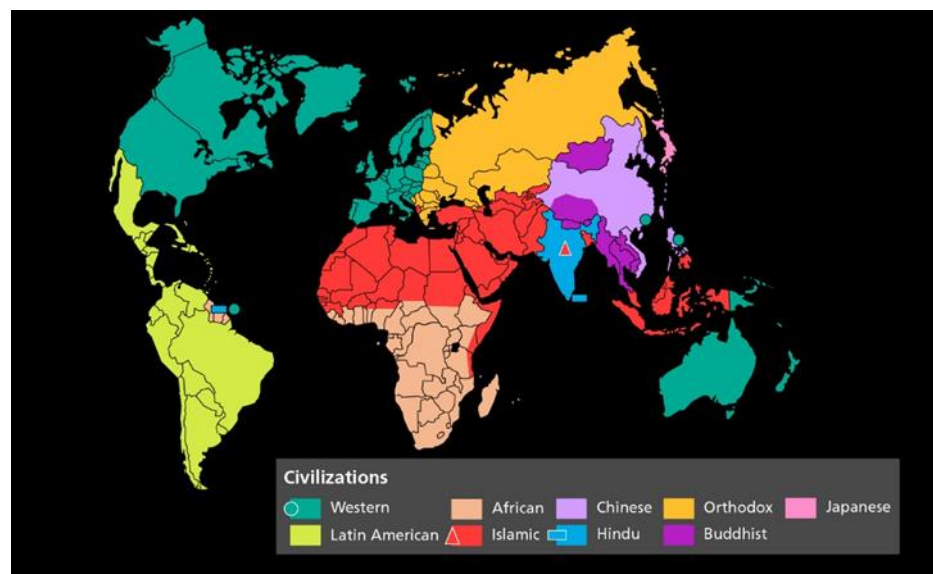 Civilizations
Western African Chinese Orthodox Japanese
Latin American Islamic Hindu Buddhist